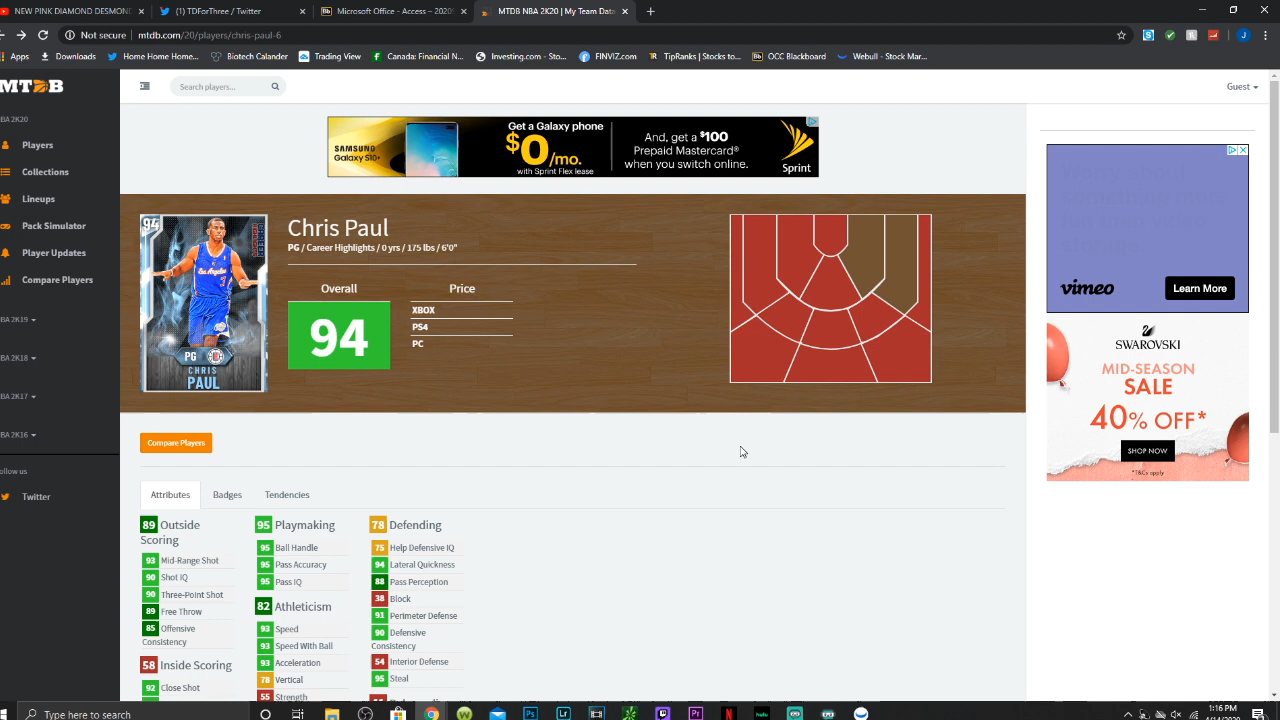 NEW PINK DIAMOND DESMOND
(1) TDotForThree / Twitter
Microsoft Office - Access – 2020S
MTDB NBA 2K20 | My Team Data
Not secure | mtdb.com/20/players/chris-paul-6
Apps Downloads Home Home Home... Biotech Collection Trading View Canada: Financial N... Investing.com - Sto... FINVIZ.com TipRanks | Stocks to... OCC Blackboard Webull - Stock Mar...
MTDB
Search players...
Guest
BA 2K20
Players
Collections
Lineups
Pack Simulator
Player Updates
Compare Players
BA 2K19
BA 2K18
BA 2K17
BA 2K16
ollow us
Twitter
SAMSUNG
Galaxy S10+
Get a Galaxy phone
$0/mo.
with Sprint Flex lease
And, get a $100
Prepaid Mastercard®
when you switch online.
Sprint
94
Los Angeles
3
PG
CHRIS
PAUL
Chris Paul
PG / Career Highlights / 0 yrs / 175 lbs / 6'0"
Overall
94
Price
XBOX
PS4
PC
Compare Players
Attributes Badges Tendencies
89 Outside
Scoring
93 Mid-Range Shot
90 Shot IQ
90 Three-Point Shot
89 Free Throw
85 Offensive
Consistency
58 Inside Scoring
92 Close Shot
95 Playmaking
95 Ball Handle
95 Pass Accuracy
95 Pass IQ
82 Athleticism
93 Speed
93 Speed With Ball
93 Acceleration
78 Vertical
55 Strength
78 Defending
75 Help Defensive IQ
94 Lateral Quickness
88 Pass Perception
38 Block
91 Perimeter Defense
90 Defensive
Consistency
54 Interior Defense
95 Steal
vimeo
Learn More
SWAROVSKI
MID-SEASON
SALE
40% OFF*
SHOP NOW
*T&Cs apply
Type here to search
1:16 PM